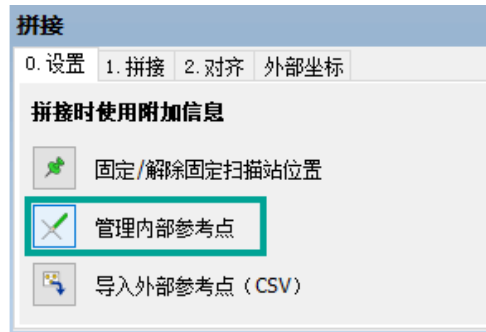 拼接
0. 设置 1. 拼接 2. 对齐 外部坐标
拼接时使用附加信息
固定/解除固定扫描站位置
管理内部参考点
导入外部参考点（CSV）